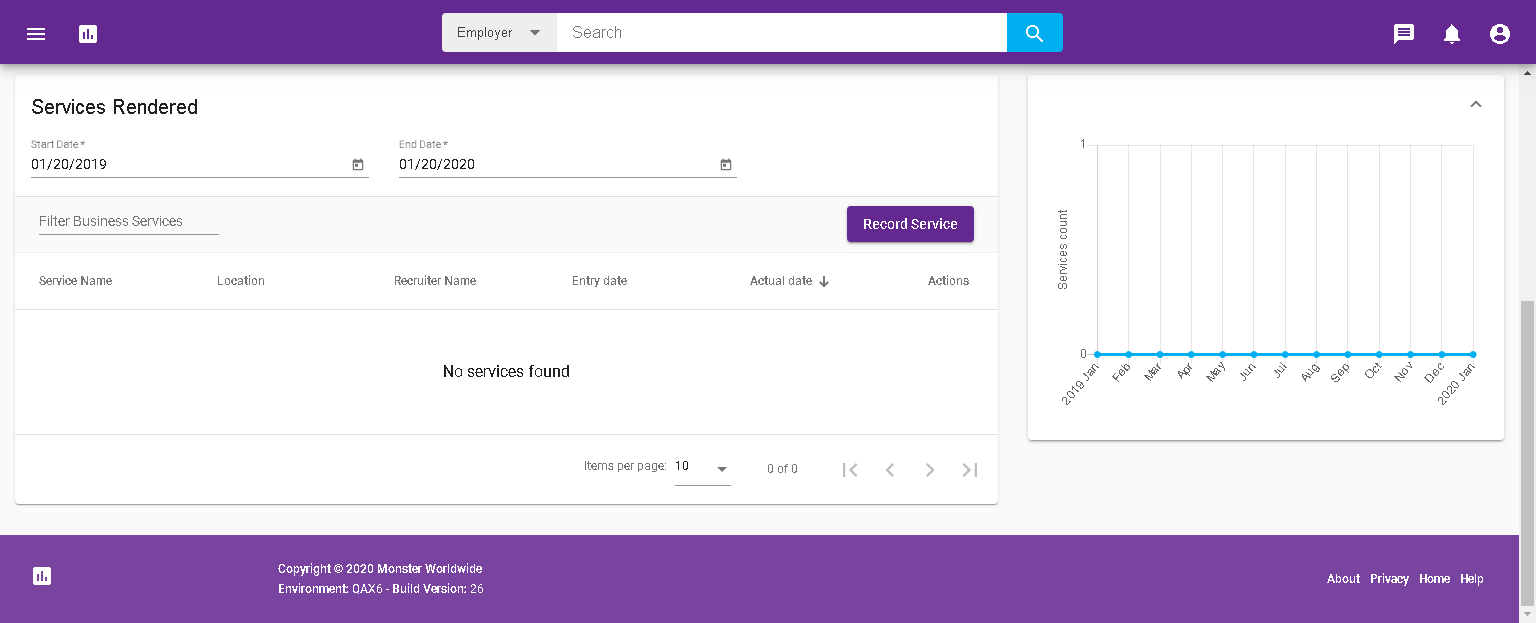 Employer
Search
Services Rendered
Start Date*
01/20/2019
End Date*
01/20/2020
Filter Business Services
Record Service
Service Name
Location
Recruiter Name
Entry date
Actual date
Actions
No services found
Items per page:
10
0 of 0
1
Services count
0
2019 Jan
Feb
Mar
Apr
May
Jun
Jul
Aug
Sep
Oct
Nov
Dec
2020 Jan
Copyright © 2020 Monster Worldwide
Environment: QAX6 - Build Version: 26
About
Privacy
Home
Help